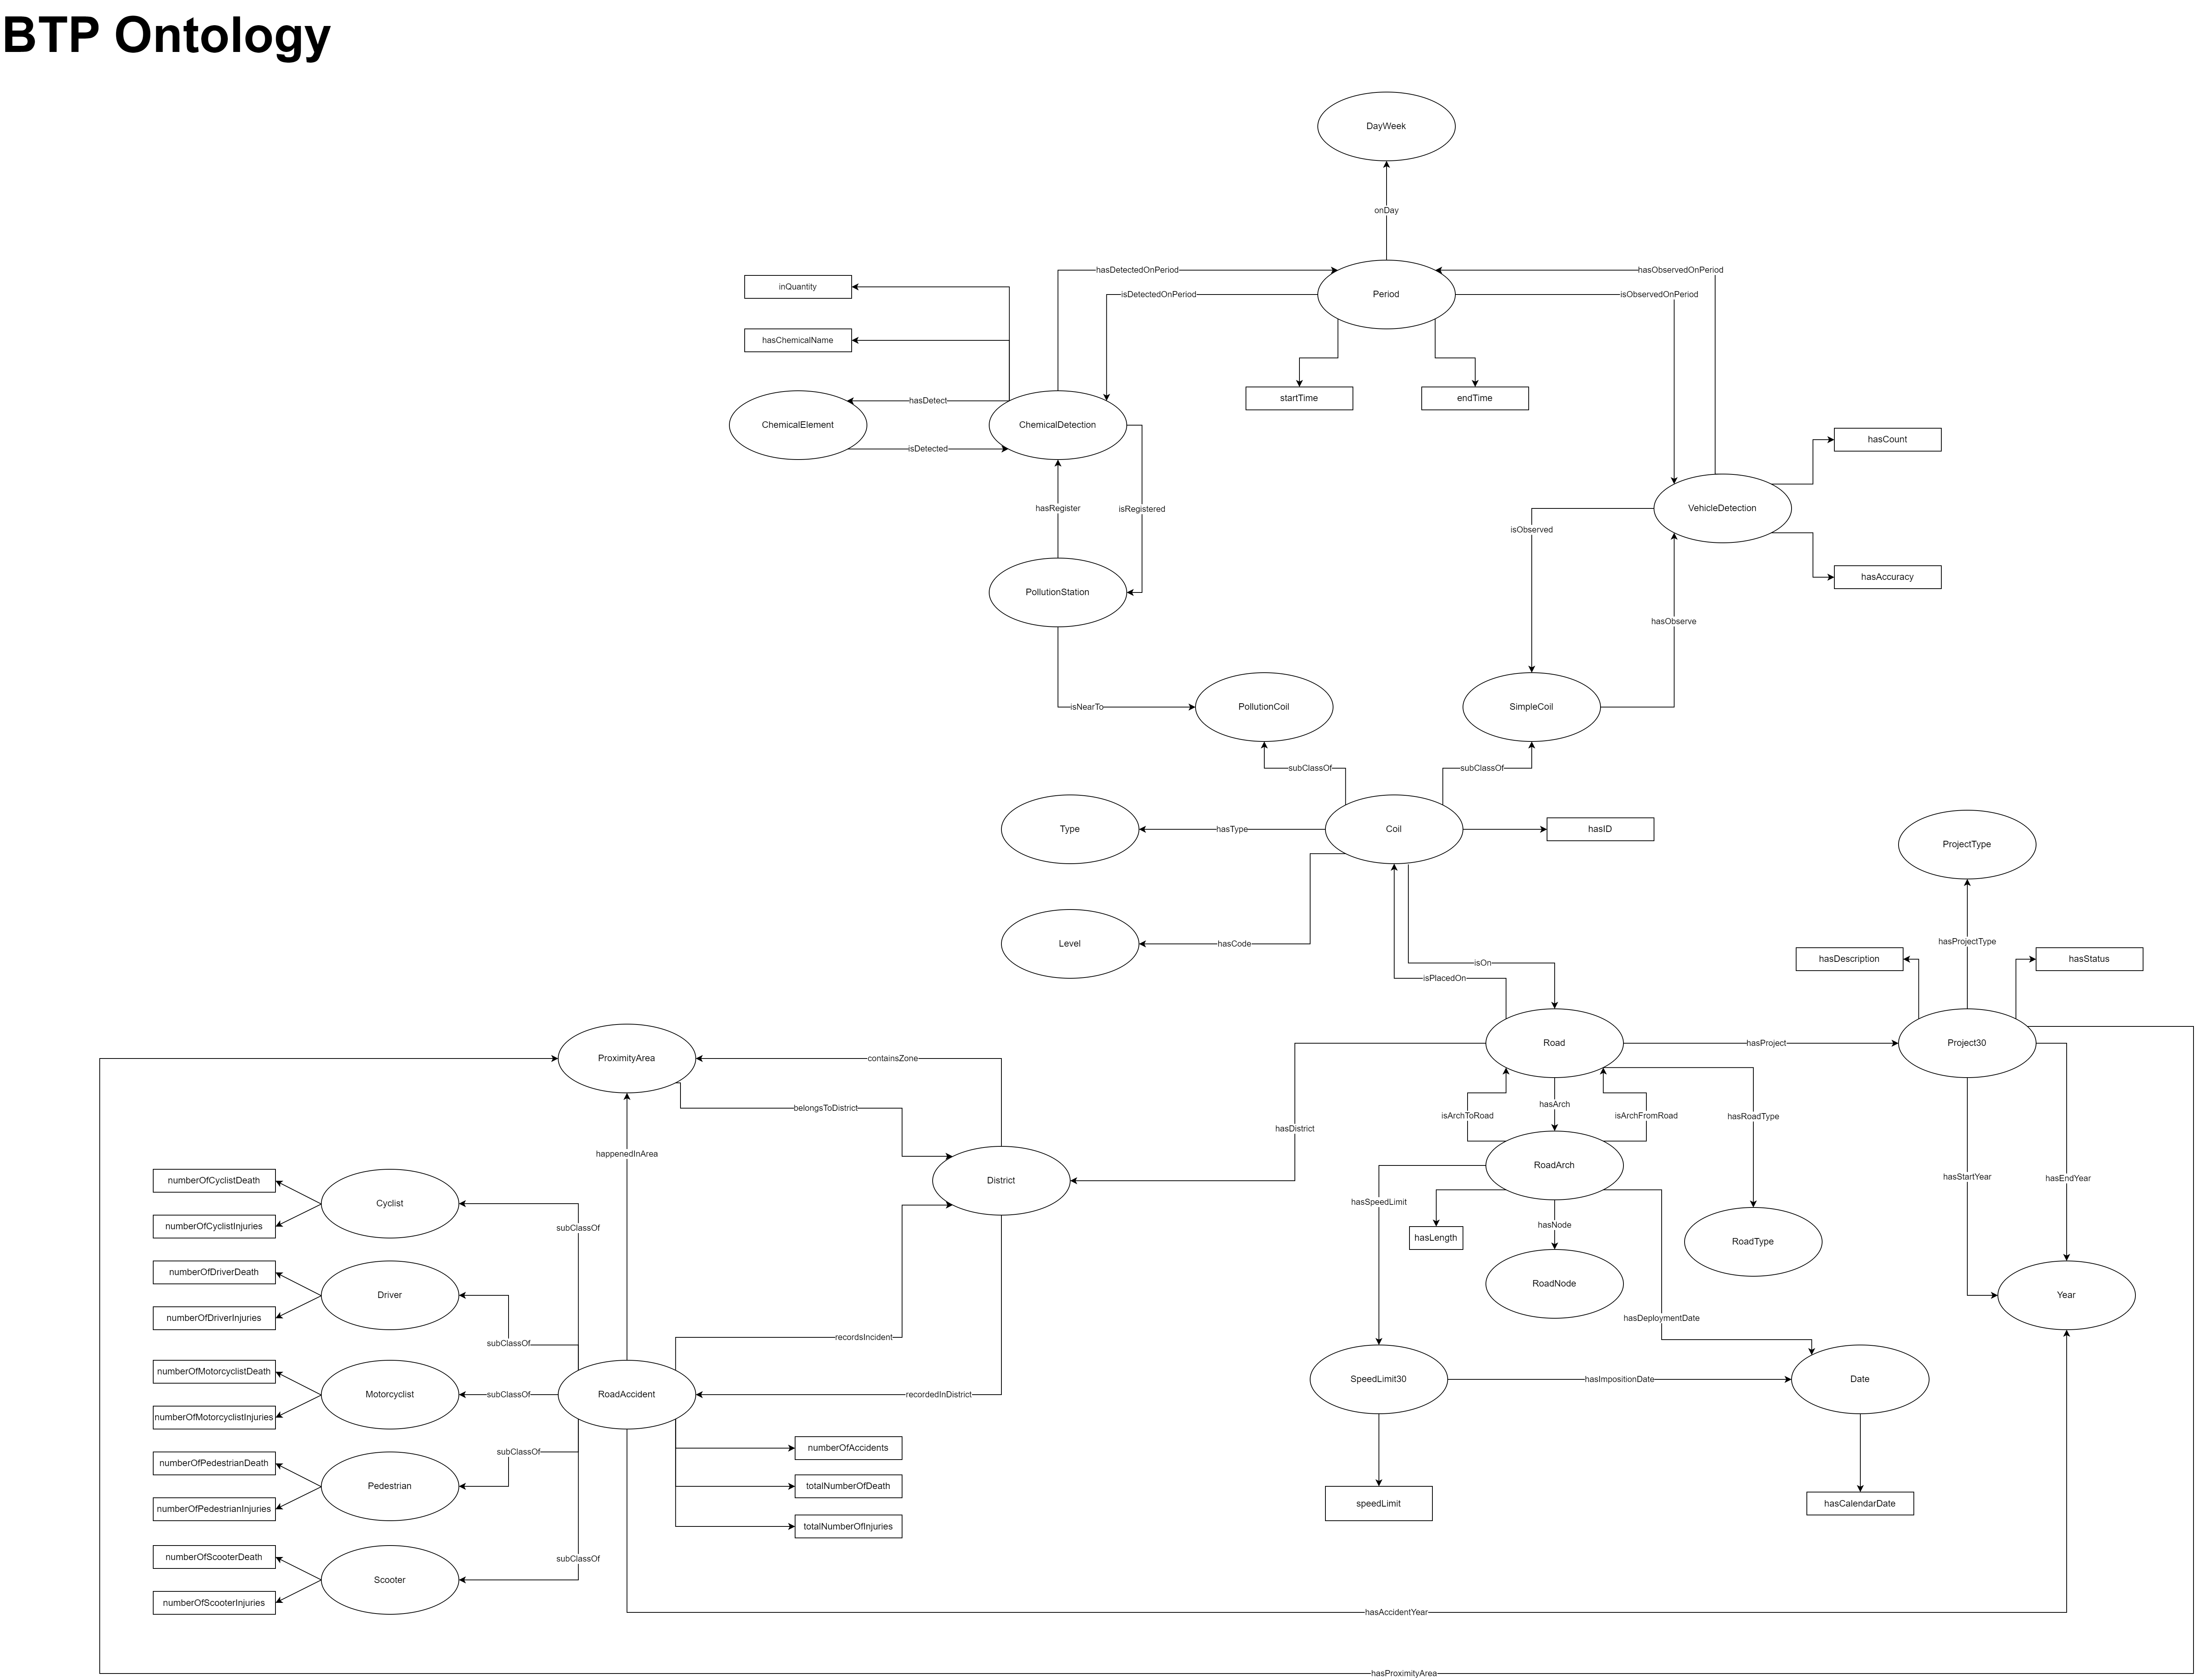 BTP Ontology
DayWeek
onDay
hasDetectedOnPeriod
hasObservedOnPeriod
inQuantity
isDetectedOnPeriod
Period
isObservedOnPeriod
hasChemicalName
startTime
endTime
hasDetect
ChemicalElement
ChemicalDetection
hasCount
isDetected
hasRegister
isRegistered
VehicleDetection
isObserved
hasAccuracy
PollutionStation
hasObserve
isNearTo
PollutionCoil
SimpleCoil
subClassOf
subClassOf
Type
hasType
Coil
hasID
ProjectType
Level
hasCode
hasProjectType
isOn
hasDescription
hasStatus
isPlacedOn
Road
hasProject
Project30
ProximityArea
containsZone
belongsToDistrict
isArchToRoad
hasArch
isArchFromRoad
hasRoadType
hasDistrict
happenedInArea
RoadArch
numberOfCyclistDeath
District
hasStartYear
hasEndYear
Cyclist
hasSpeedLimit
numberOfCyclistInjuries
subClassOf
hasNode
hasLength
RoadType
numberOfDriverDeath
RoadNode
Driver
Year
numberOfDriverInjuries
hasDeploymentDate
recordsIncident
subClassOf
numberOfMotorcyclistDeath
SpeedLimit30
hasImpositionDate
Date
Motorcyclist
subClassOf
RoadAccident
recordedInDistrict
numberOfMotorcyclistInjuries
numberOfAccidents
subClassOf
numberOfPedestrianDeath
Pedestrian
totalNumberOfDeath
speedLimit
hasCalendarDate
numberOfPedestrianInjuries
totalNumberOfInjuries
numberOfScooterDeath
subClassOf
Scooter
numberOfScooterInjuries
hasAccidentYear
hasProximityArea